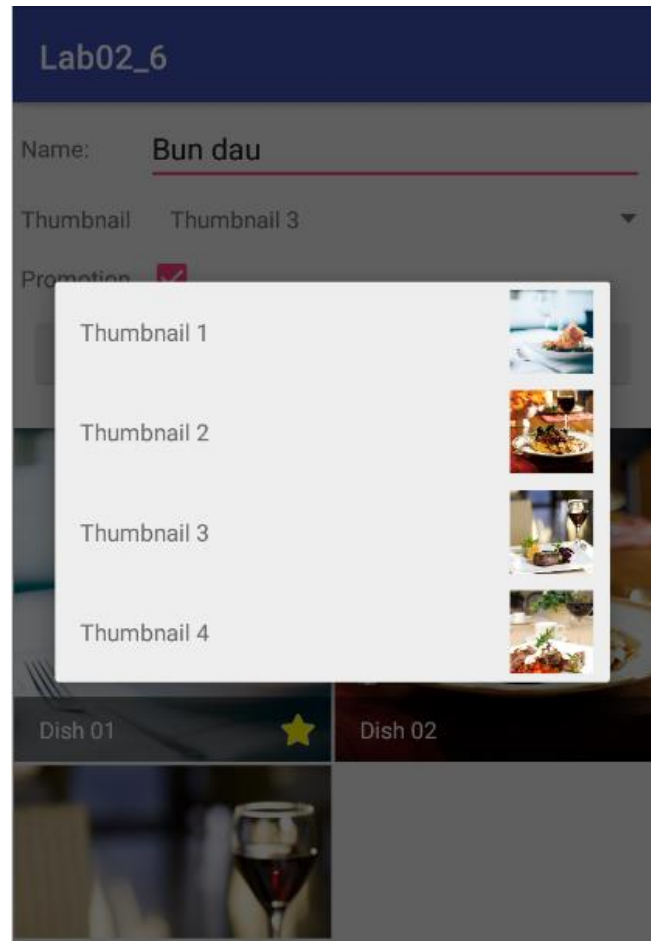 Lab02_6
Name: Bun dau
Thumbnail Thumbnail 3
Promotion
Thumbnail 1
Thumbnail 2
Thumbnail 3
Thumbnail 4
Dish 01 Dish 02